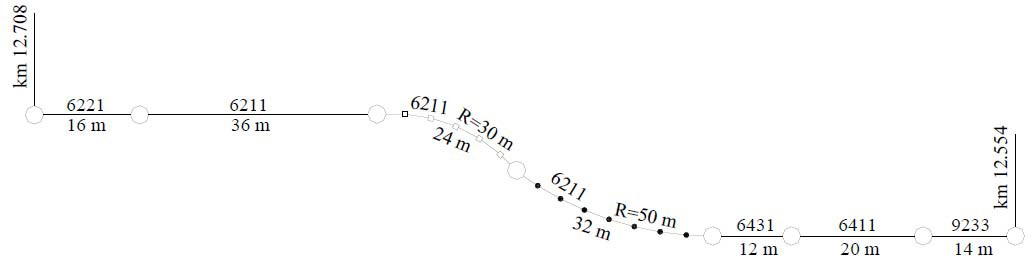 km 12.708
6221
16 m
6211
36 m
6211 R=30 m
24 m
6211 R=50 m
32 m
6431
12 m
6411
20 m
9233
14 m
km 12.554